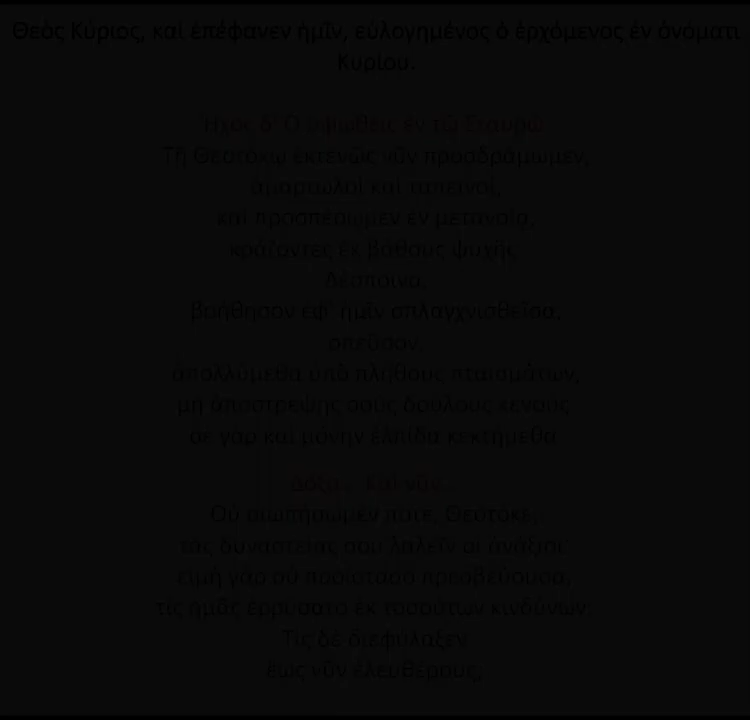 Θεὸς Κύριος, καὶ ἐπέφανεν ἡμῖν, εὐλογημένος ὁ ἐρχόμενος ἐν ὀνόματι
Κυρίου.
Ἦχος δ' Ὁ ὑψωθεὶς ἐν τῷ Σταυρῷ
Τῇ Θεοτόκῳ ἐκτενῶς νῦν προσδράμωμεν,
ἁμαρτωλοὶ καὶ ταπεινοί,
καὶ προσπέσωμεν ἐν μετανοίᾳ,
κράζοντες ἐκ βάθους ψυχῆς
Δέσποινα,
βοήθησον ἐφ' ἡμῖν σπλαγχνισθεῖσα,
σπεῦσον
ἀπολλύμεθα ὑπὸ πλήθους πταισμάτων,
μὴ ἀποστρέψῃς σοὺς δούλους κενούς
σὲ γὰρ καὶ μόνην ἐλπίδα κεκτήμεθα
Δόξα... Καὶ νῦν...
Οὐ σιωπήσωμέν ποτε, Θεοτόκε,
τὰς δυναστείας σου λαλεῖν οἱ ἀνάξιοι
εἰμὴ γὰρ σὺ προΐστασο πρεσβεύουσα,
τίς ἡμᾶς ἐρρύσατο ἐκ τοσούτων κινδύνων
Τίς δὲ διεφύλαξεν
ἕως νῦν ἐλευθέρους;